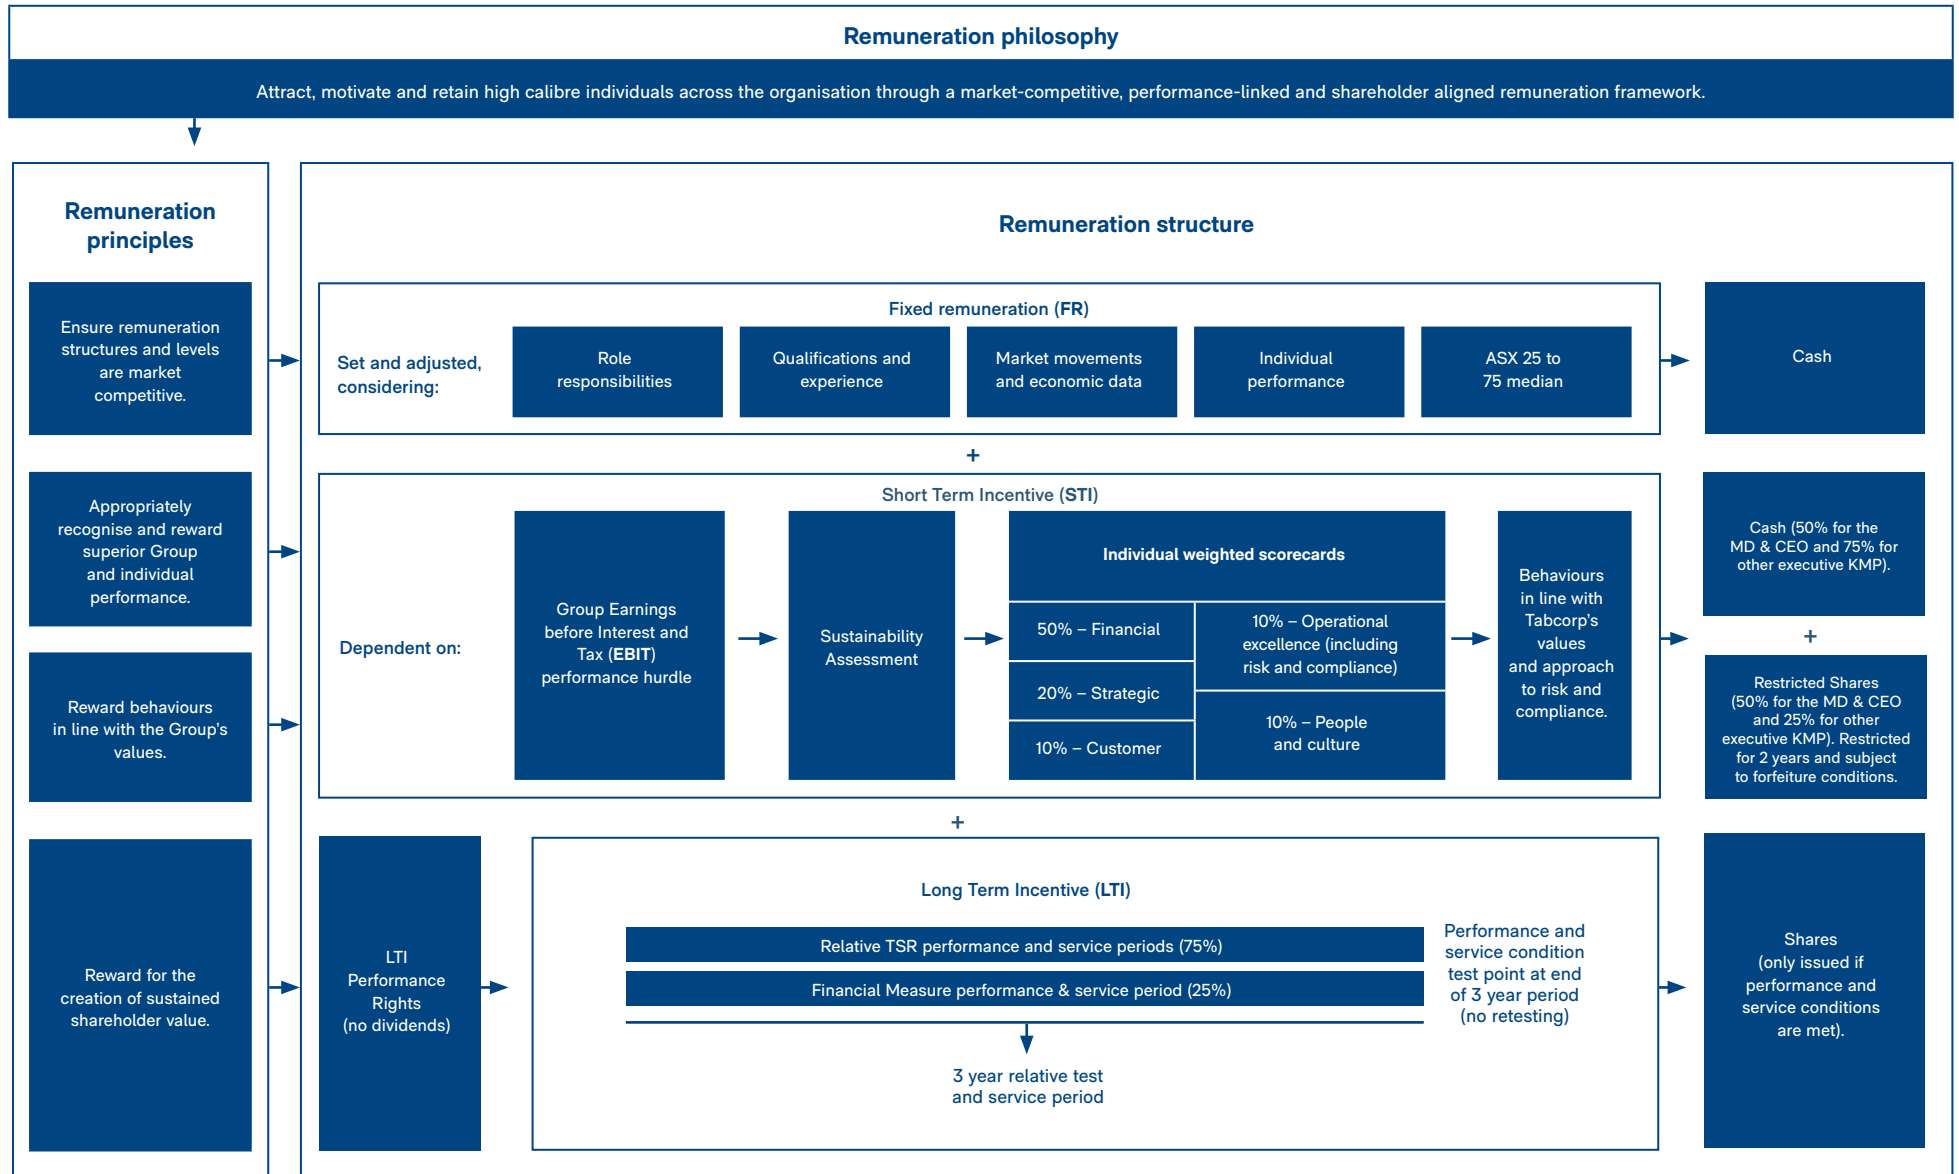 Remuneration philosophy
Attract, motivate and retain high calibre individuals across the organisation through a market-competitive, performance-linked and shareholder aligned remuneration framework.
Remuneration
principles
Ensure remuneration
structures and levels
are market
competitive.
Appropriately
recognise and reward
superior Group
and individual
performance.
Reward behaviours
in line with the Group's
values.
Reward for the
creation of sustained
shareholder value.
Remuneration structure
Fixed remuneration (FR)
Set and adjusted,
considering:
Role
responsibilities
Qualifications and
experience
Market movements
and economic data
Individual
performance
ASX 25 to
75 median
Cash
+
Short Term Incentive (STI)
Dependent on:
Group Earnings
before Interest and
Tax (EBIT)
performance hurdle
Sustainability
Assessment
Individual weighted scorecards
50% – Financial
20% – Strategic
10% – Customer
10% – Operational
excellence (including
risk and compliance)
10% – People
and culture
Behaviours
in line with
Tabcorp's
values
and approach
to risk and
compliance.
Cash (50% for the
MD & CEO and 75% for
other executive KMP).
+
Restricted Shares
(50% for the MD & CEO
and 25% for other
executive KMP). Restricted
for 2 years and subject
to forfeiture conditions.
+
LTI
Performance
Rights
(no dividends)
Long Term Incentive (LTI)
Relative TSR performance and service periods (75%)
Financial Measure performance & service period (25%)
3 year relative test
and service period
Performance and
service condition
test point at end
of 3 year period
(no retesting)
Shares
(only issued if
performance and
service conditions
are met).